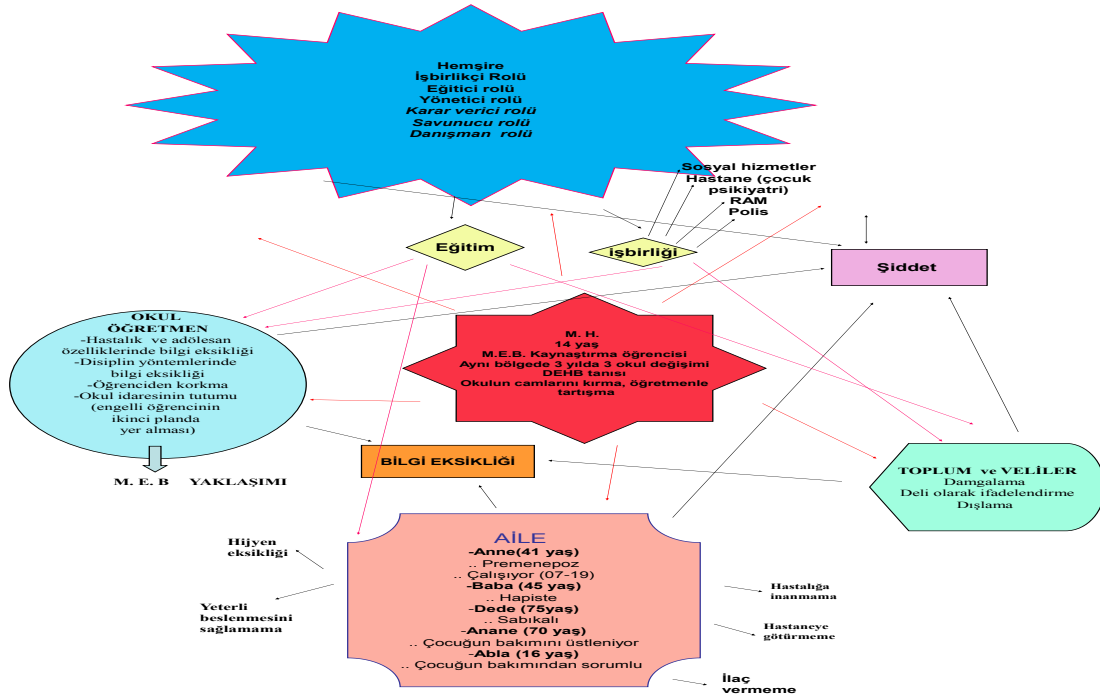 Hemşire
İşbirlikçi Rolü
Eğitici rolü
Yönetici rolü
Karar verici rolü
Savunucu rolü
Danışman rolü
Sosyal hizmetler
Hastane (çocuk
psikiyatri)
RAM
Polis
Eğitim
işbirliği
Şiddet
OKUL
ÖĞRETMEN
-Hastalık ve adölesan
özelliklerinde bilgi eksikliği
-Disiplin yöntemlerinde
bilgi eksikliği
-Öğrenciden korkma
-Okul idaresinin tutumu
(engelli öğrencinin
ikinci planda
yer alması)
M. E. B YAKLAŞIMI
M. H.
14 yaş
M.E.B. Kaynaştırma öğrencisi
Aynı bölgede 3 yılda 3 okul değişimi
DEHB tanısı
Okulun camlarını kırma, öğretmenle
tartışma
BİLGİ EKSİKLİĞİ
TOPLUM ve VELİLER
Damgalama
Deli olarak ifadelendirme
Dışlama
AİLE
-Anne(41 yaş)
.. Premenepoz
.. Çalışıyor (07-19)
-Baba (45 yaş)
.. Hapiste
-Dede (75yaş)
.. Sabıkalı
-Anane (70 yaş)
.. Çocuğun bakımını üstleniyor
-Abla (16 yaş)
.. Çocuğun bakımından sorumlu
Hijyen
eksikliği
Yeterli
beslenmesini
sağlamama
Hastalığa
inanmama
Hastaneye
götürmeme
İlaç
vermeme